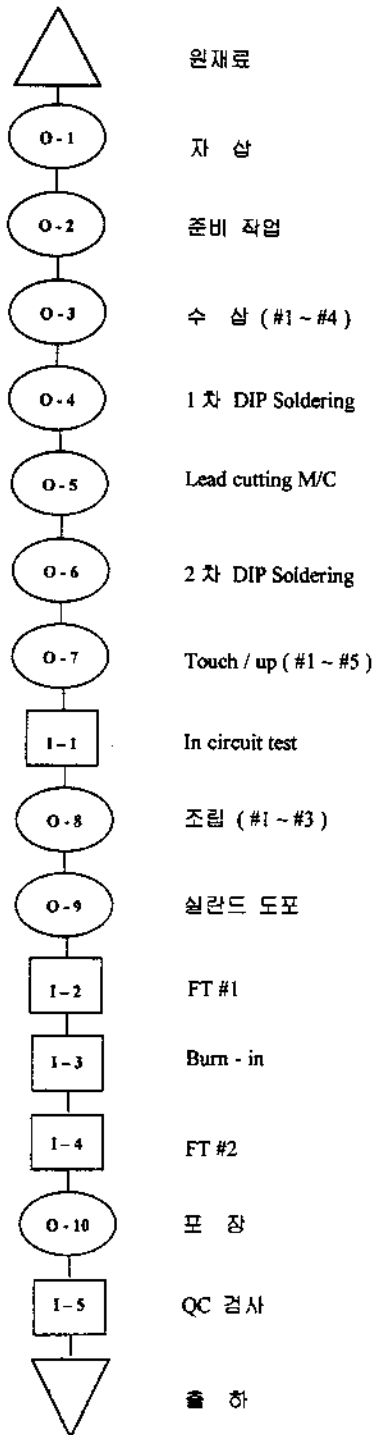 원재료
O - 1 자 삽
O - 2 준비 작업
O - 3 수 삽 ( #1 ~ #4 )
O - 4 1 차 DIP Soldering
O - 5 Lead cutting M/C
O - 6 2 차 DIP Soldering
O - 7 Touch / up ( #1 ~ #5 )
I - 1 In circuit test
O - 8 조립 ( #1 ~ #3 )
O - 9 실란드 도포
I - 2 FT #1
I - 3 Burn - in
I - 4 FT #2
O - 10 포 장
I - 5 QC 검사
출 하